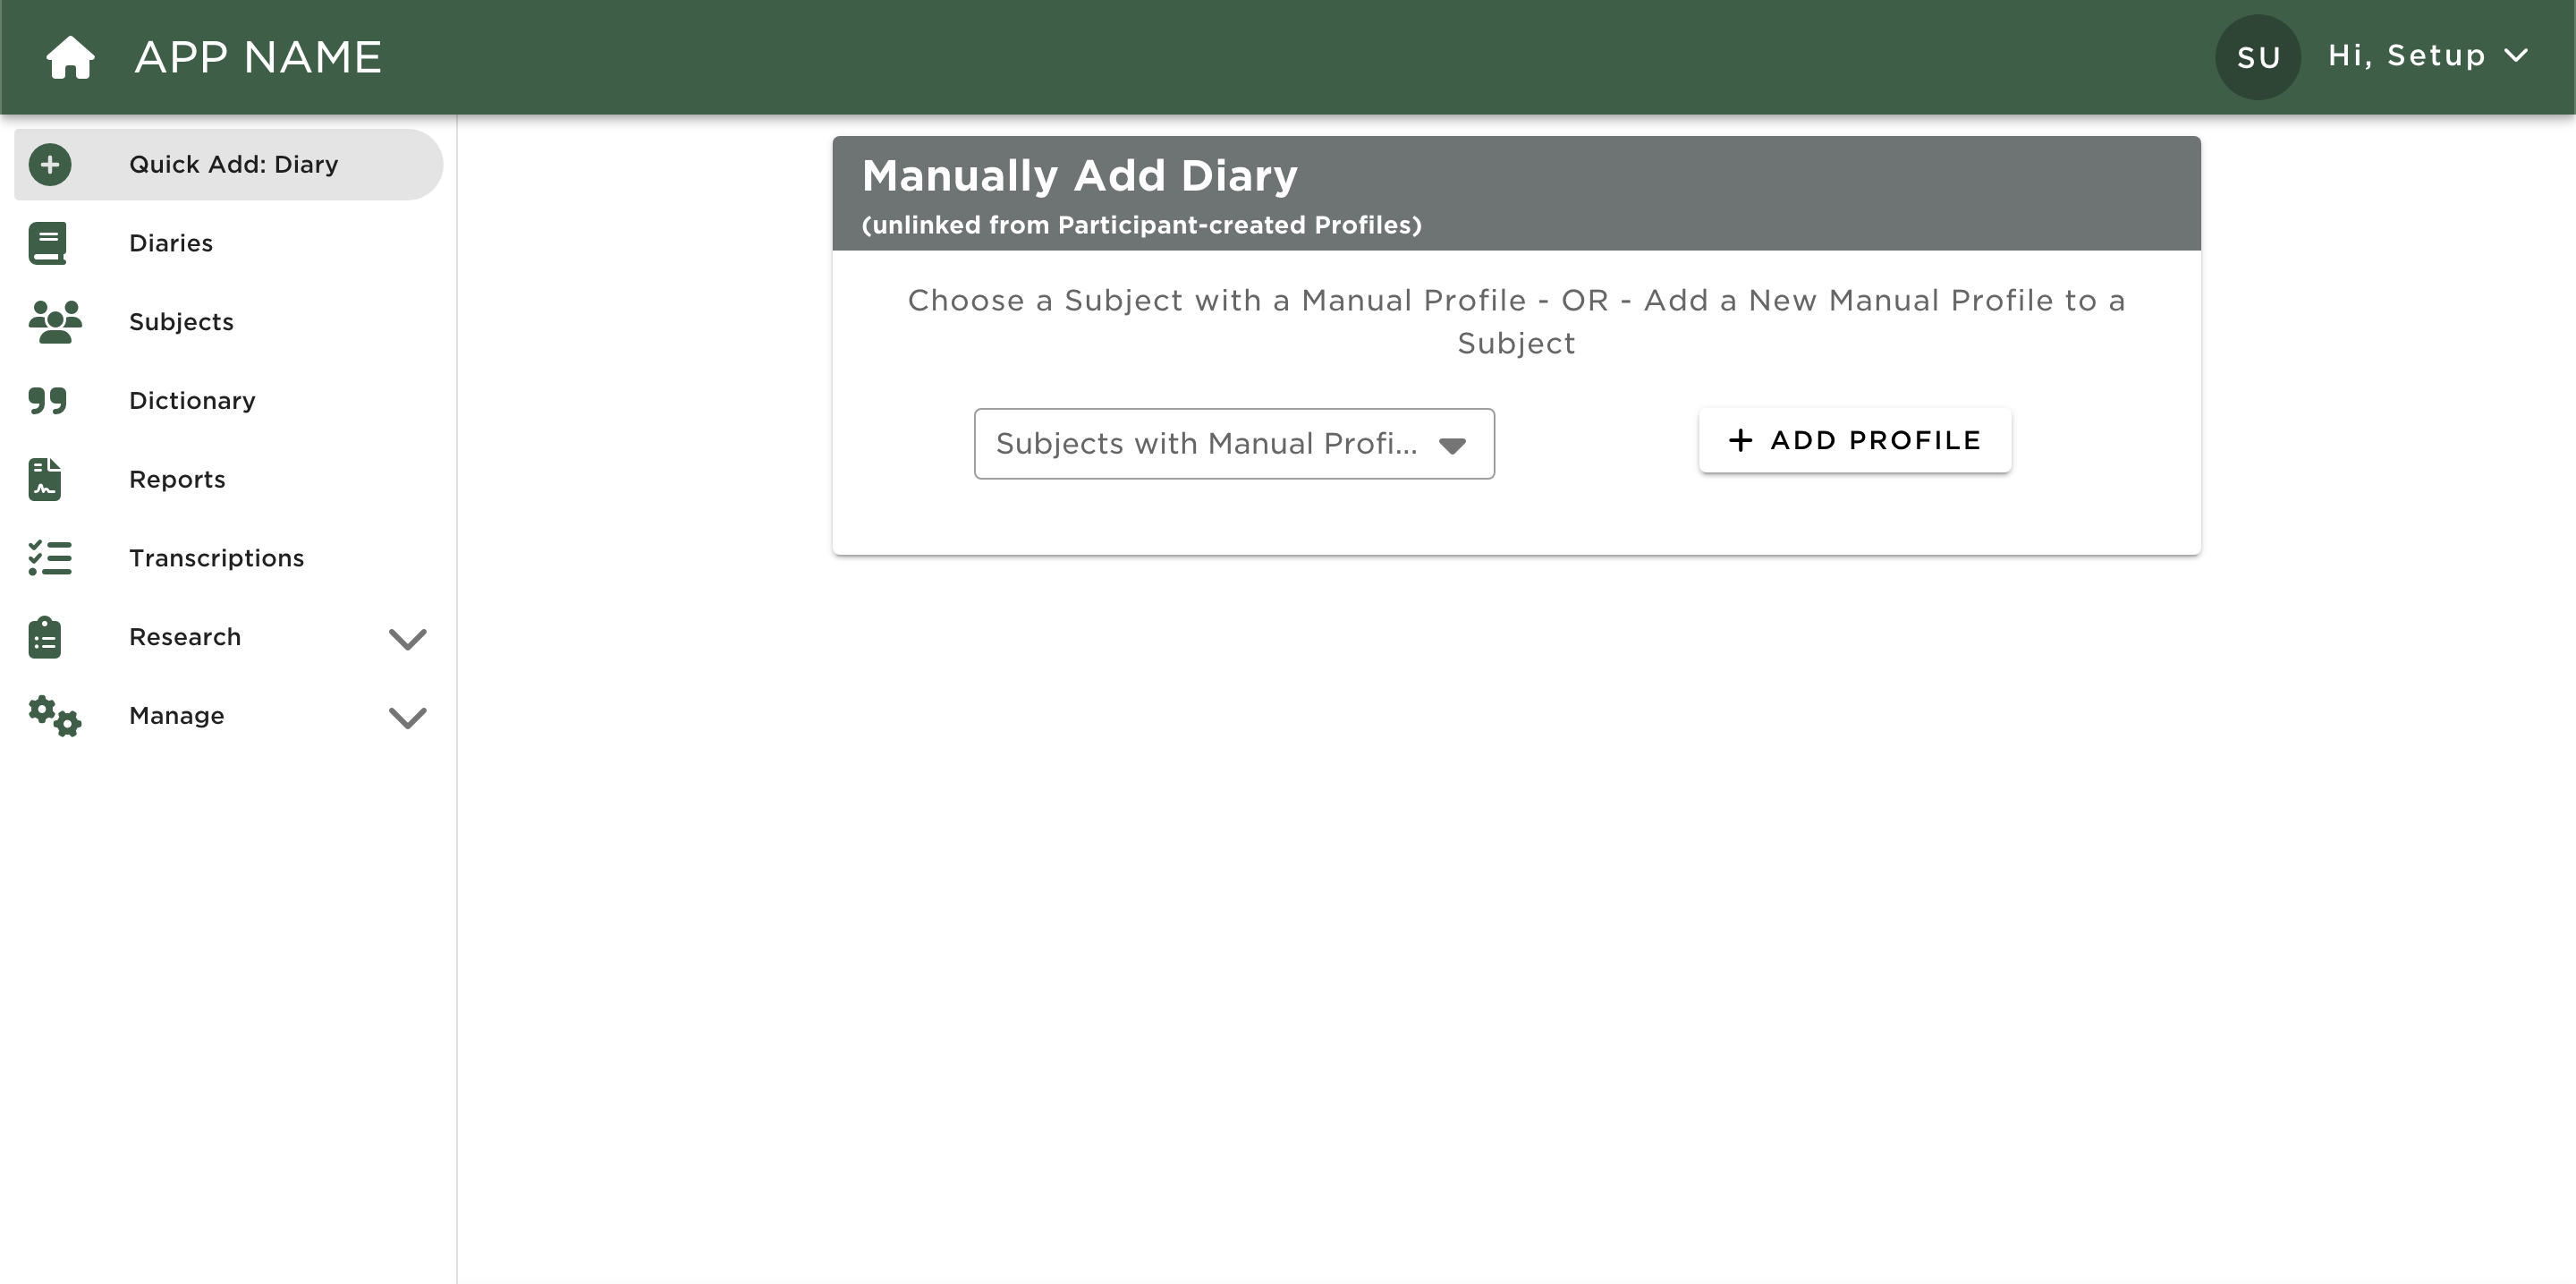 APP NAME
SU
Hi, Setup
Quick Add: Diary
Diaries
Subjects
Dictionary
Reports
Transcriptions
Research
Manage
Manually Add Diary
(unlinked from Participant-created Profiles)
Choose a Subject with a Manual Profile - OR - Add a New Manual Profile to a
Subject
Subjects with Manual Profi...
+ ADD PROFILE